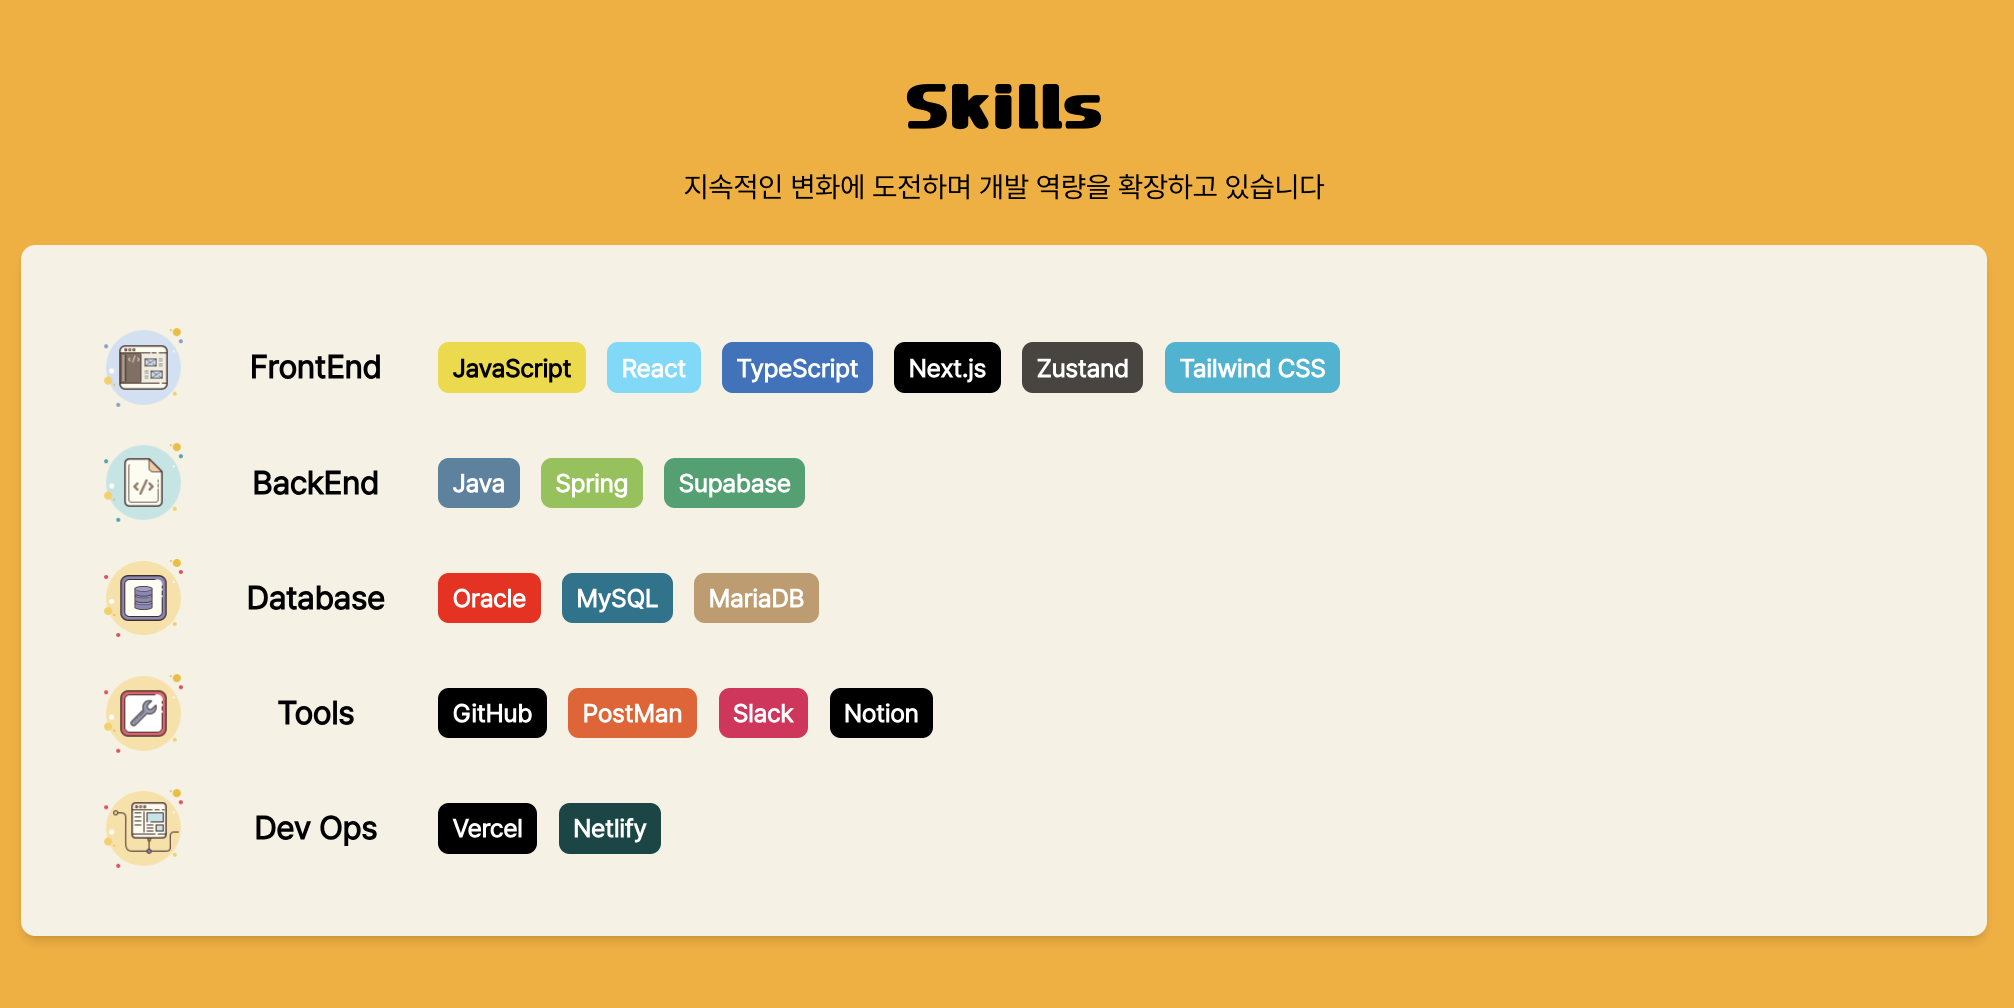 Skills
지속적인 변화에 도전하며 개발 역량을 확장하고 있습니다
FrontEnd JavaScript React TypeScript Next.js Zustand Tailwind CSS
BackEnd Java Spring Supabase
Database Oracle MySQL MariaDB
Tools GitHub PostMan Slack Notion
Dev Ops Vercel Netlify